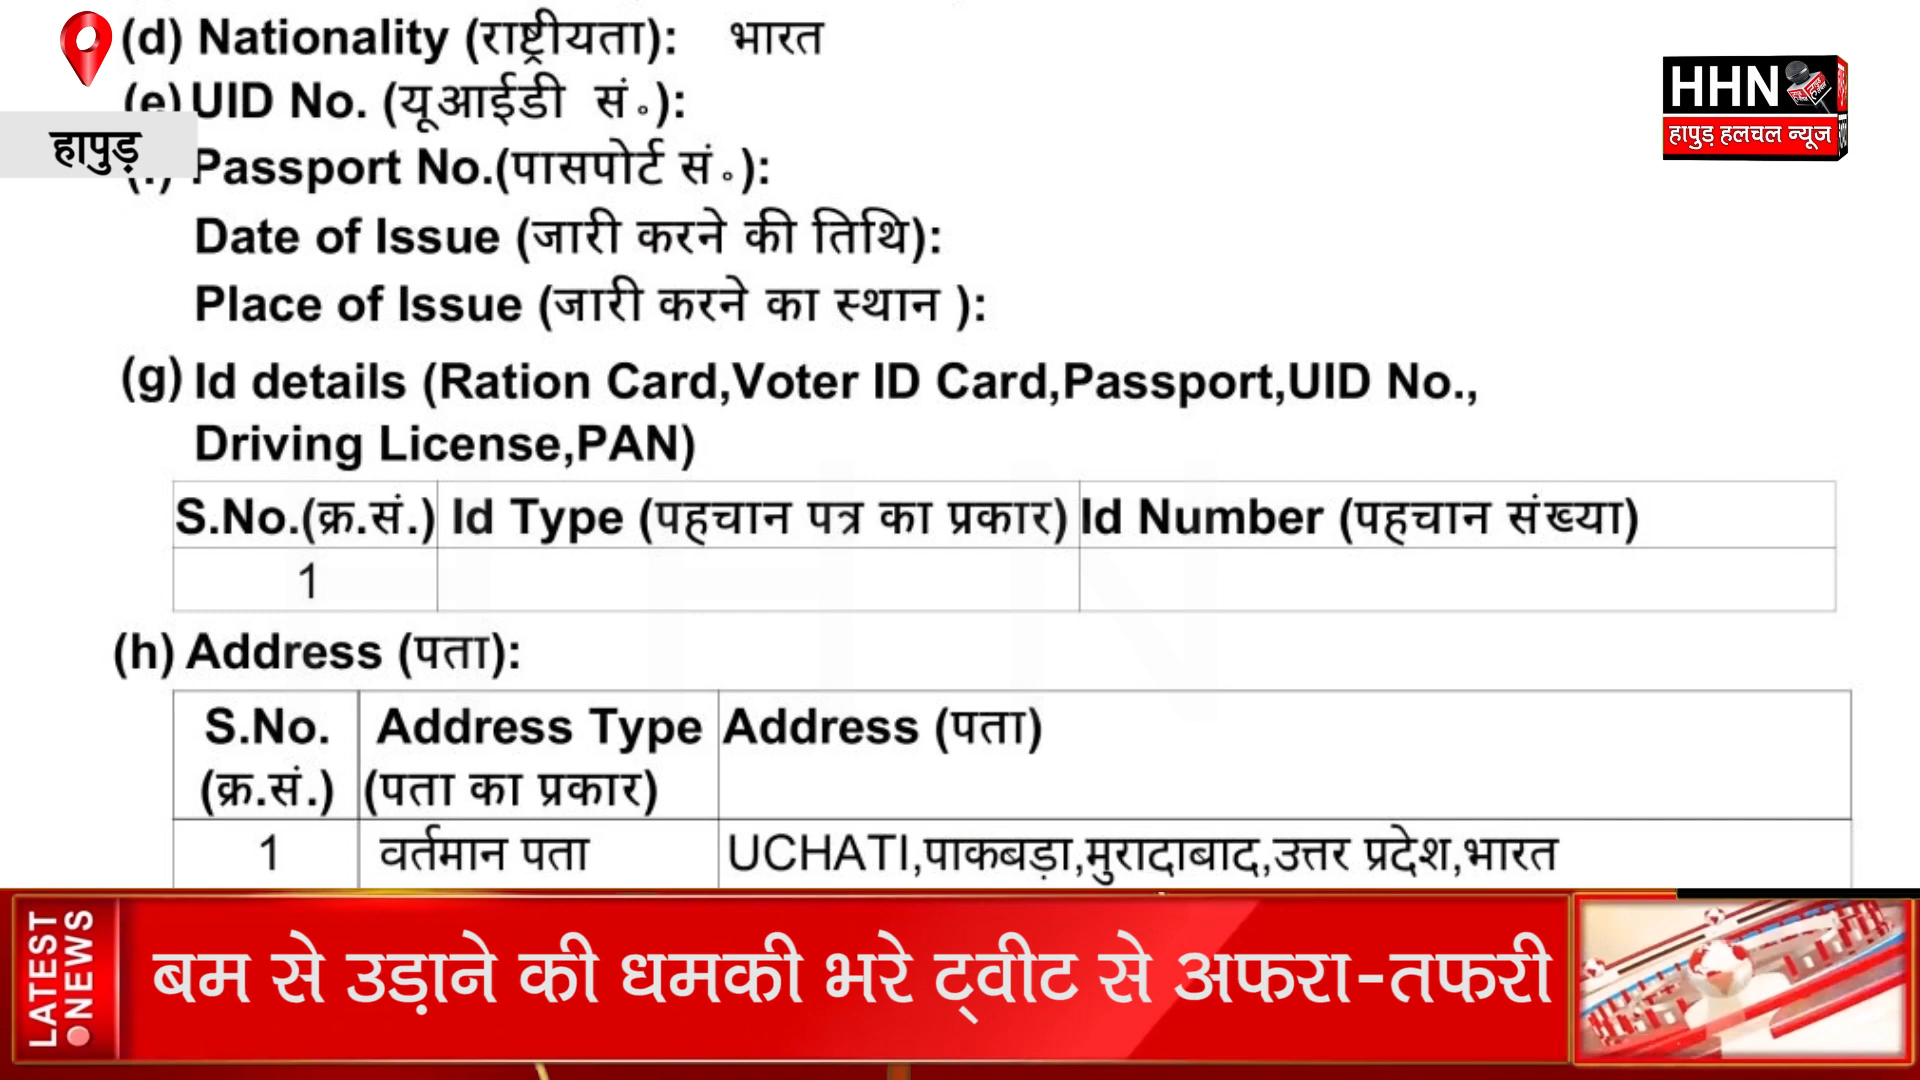 (d) Nationality (राष्ट्रीयता): भारत
(e) UID No. (यूआईडी सं॰):
हापुड़
Passport No.(पासपोर्ट सं॰):
Date of Issue (जारी करने की तिथि):
Place of Issue (जारी करने का स्थान ):
(g) Id details (Ration Card,Voter ID Card,Passport,UID No.,
Driving License,PAN)
S.No.(क्र.सं.) Id Type (पहचान पत्र का प्रकार) Id Number (पहचान संख्या)
1
(h) Address (पता):
S.No. Address Type Address (पता)
(क्र.सं.) (पता का प्रकार)
1 वर्तमान पता UCHATI,पाकबड़ा,मुरादाबाद,उत्तर प्रदेश,भारत
HHN
हापुड़ हलचल न्यूज
LATEST
NEWS
बम से उड़ाने की धमकी भरे ट्वीट से अफरा-तफरी